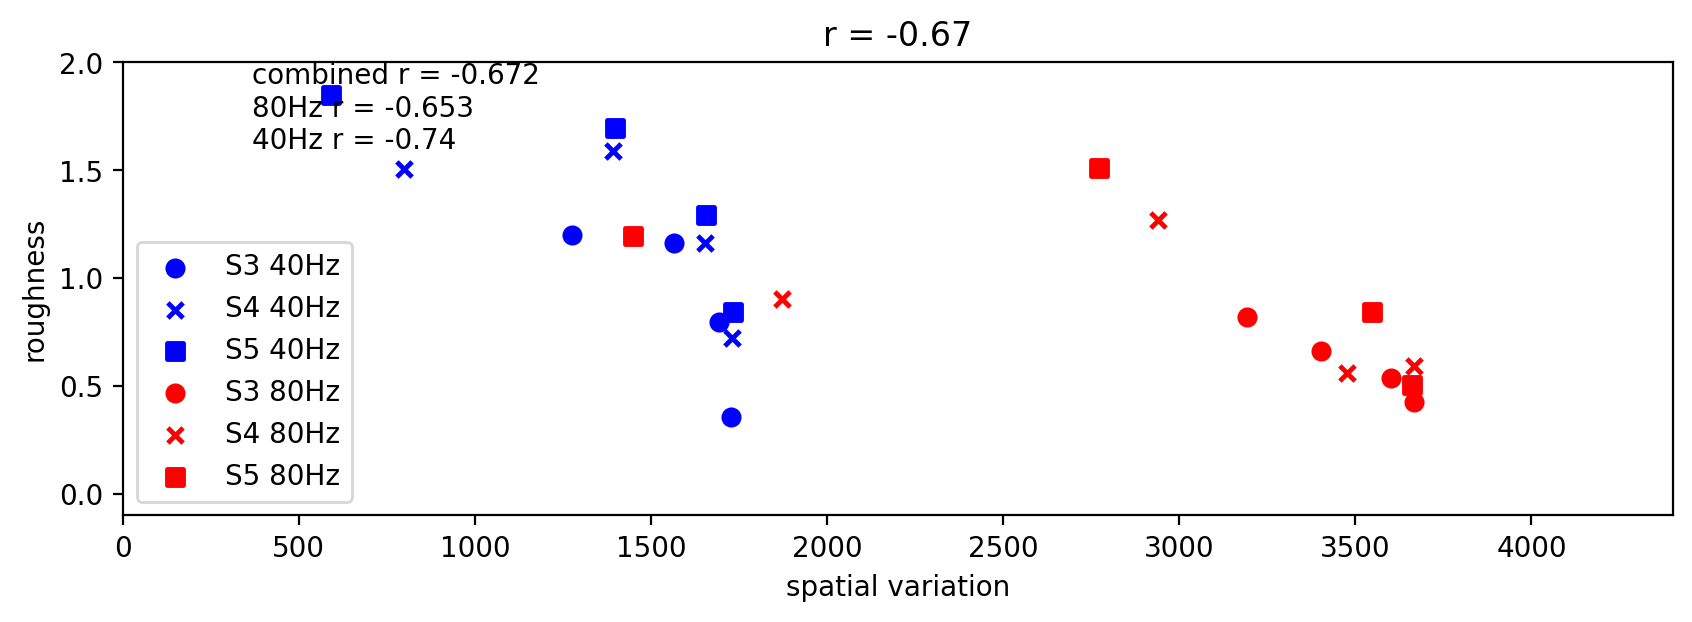 r = -0.67
combined r = -0.672
80Hz r = -0.653
40Hz r = -0.74
2.0
1.5
1.0
0.5
0.0
roughness
S3 40Hz
S4 40Hz
S5 40Hz
S3 80Hz
S4 80Hz
S5 80Hz
0 500 1000 1500 2000 2500 3000 3500 4000
spatial variation